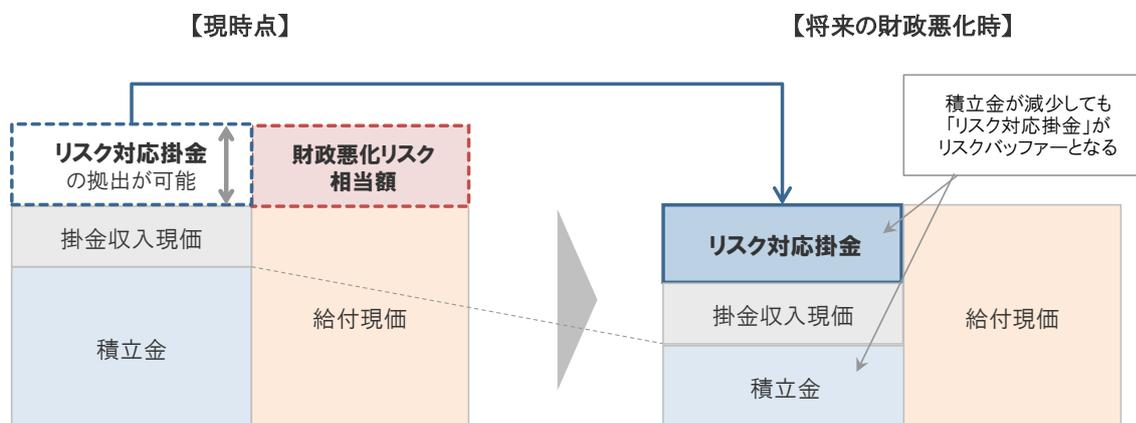 【現時点】
リスク対応掛金
の拠出が可能
財政悪化リスク
相当額
掛金収入現価
積立金
給付現価
【将来の財政悪化時】
積立金が減少しても
「リスク対応掛金」が
リスクバッファーとなる
リスク対応掛金
掛金収入現価
積立金
給付現価